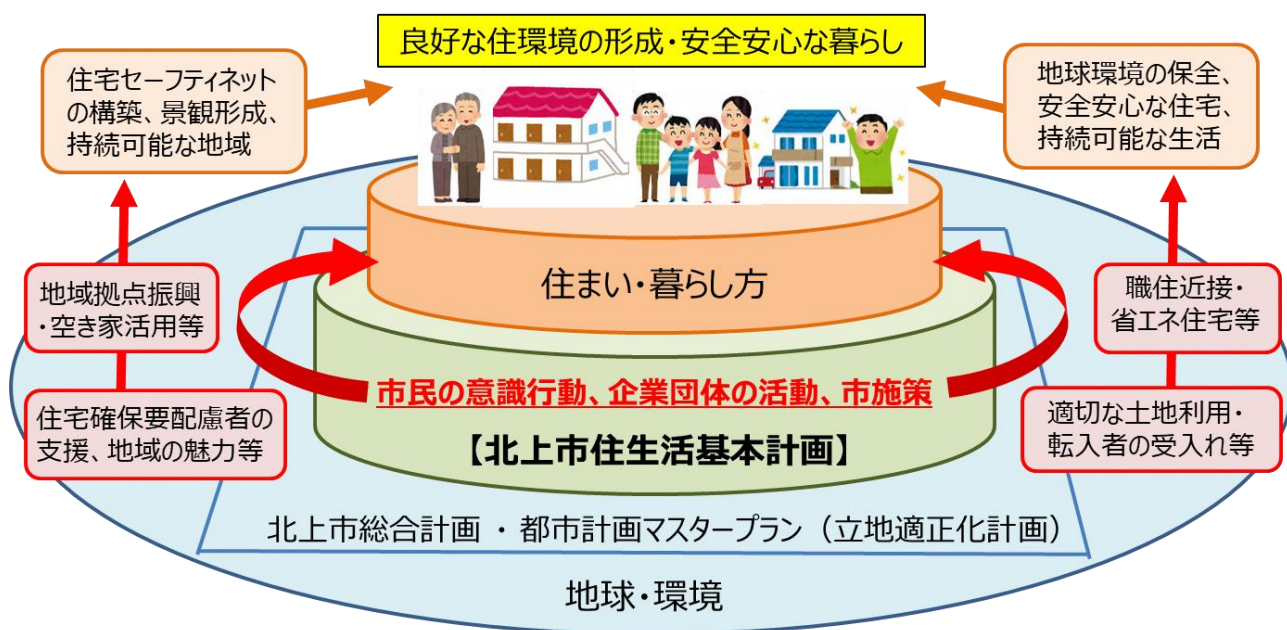 良好な住環境の形成・安全安心な暮らし
住宅セーフティネット
の構築、景観形成、
持続可能な地域
地球環境の保全、
安全安心な住宅、
持続可能な生活
住まい・暮らし方
地域拠点振興
・空き家活用等
職住近接・
省エネ住宅等
市民の意識行動、企業団体の活動、市施策
住宅確保要配慮者の
支援、地域の魅力等
適切な土地利用・
転入者の受入れ等
【北上市住生活基本計画】
北上市総合計画 ・ 都市計画マスタープラン（立地適正化計画）
地球・環境